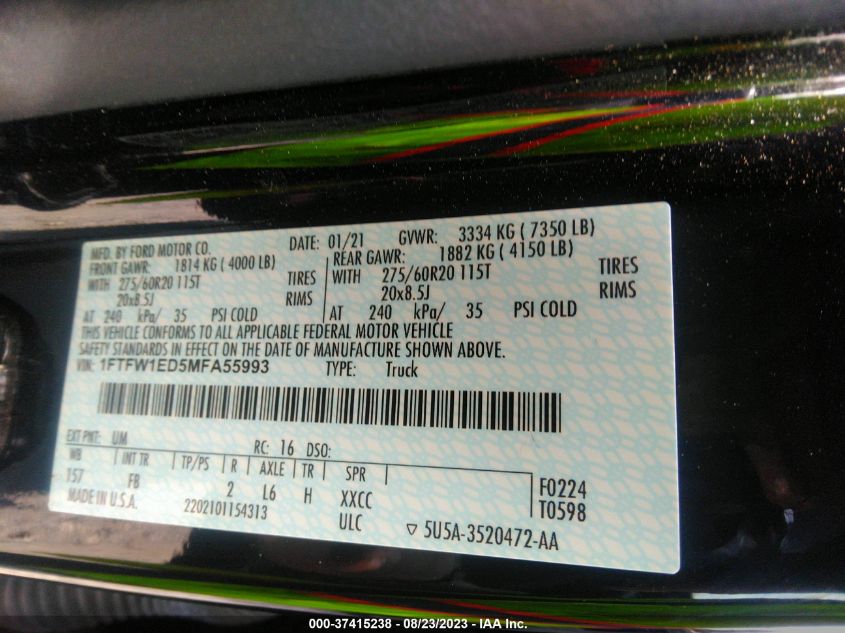 MFD. BY FORD MOTOR CO. DATE: 01/21 GVWR: 3334 KG ( 7350 LB)
FRONT GAWR: 1814 KG ( 4000 LB) REAR GAWR: 1882 KG ( 4150 LB)
WITH 275/60R20 115T TIRES WITH 275/60R20 115T TIRES
20x8.5J RIMS 20x8.5J RIMS
AT 240 kPa/ 35 PSI COLD AT 240 kPa/ 35 PSI COLD
THIS VEHICLE CONFORMS TO ALL APPLICABLE FEDERAL MOTOR VEHICLE
SAFETY STANDARDS IN EFFECT ON THE DATE OF MANUFACTURE SHOWN ABOVE.
VIN: 1FTFW1ED5MFA55993 TYPE: Truck
EXT PNT: UM RC: 16 DSO:
WB INT TR TP/PS R AXLE TR SPR
157 FB 2 L6 H XXCC F0224
MADE IN U.S.A. 2202101154313 ULC T0598
5U5A-3520472-AA
000-37415238 - 08/23/2023 - IAA Inc.